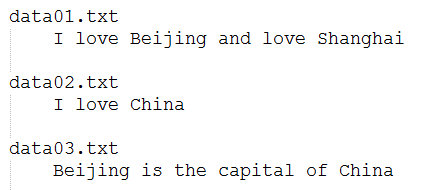 data01.txt
I love Beijing and love Shanghai
data02.txt
I love China
data03.txt
Beijing is the capital of China